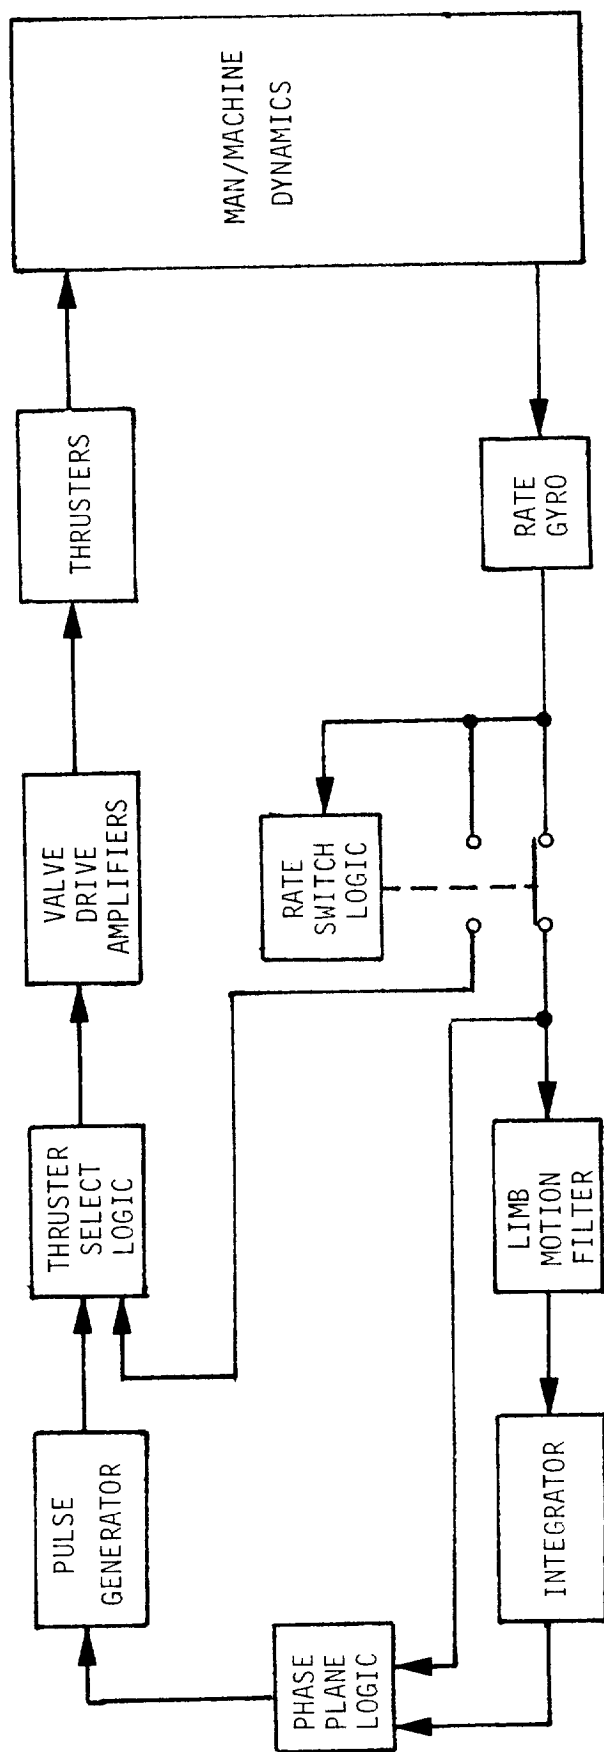 PULSE
GENERATOR
THRUSTER
SELECT
LOGIC
VALVE
DRIVE
AMPLIFIERS
THRUSTERS
MAN/MACHINE
DYNAMICS
PHASE
PLANE
LOGIC
RATE
SWITCH
LOGIC
INTEGRATOR
LIMB
MOTION
FILTER
RATE
GYRO